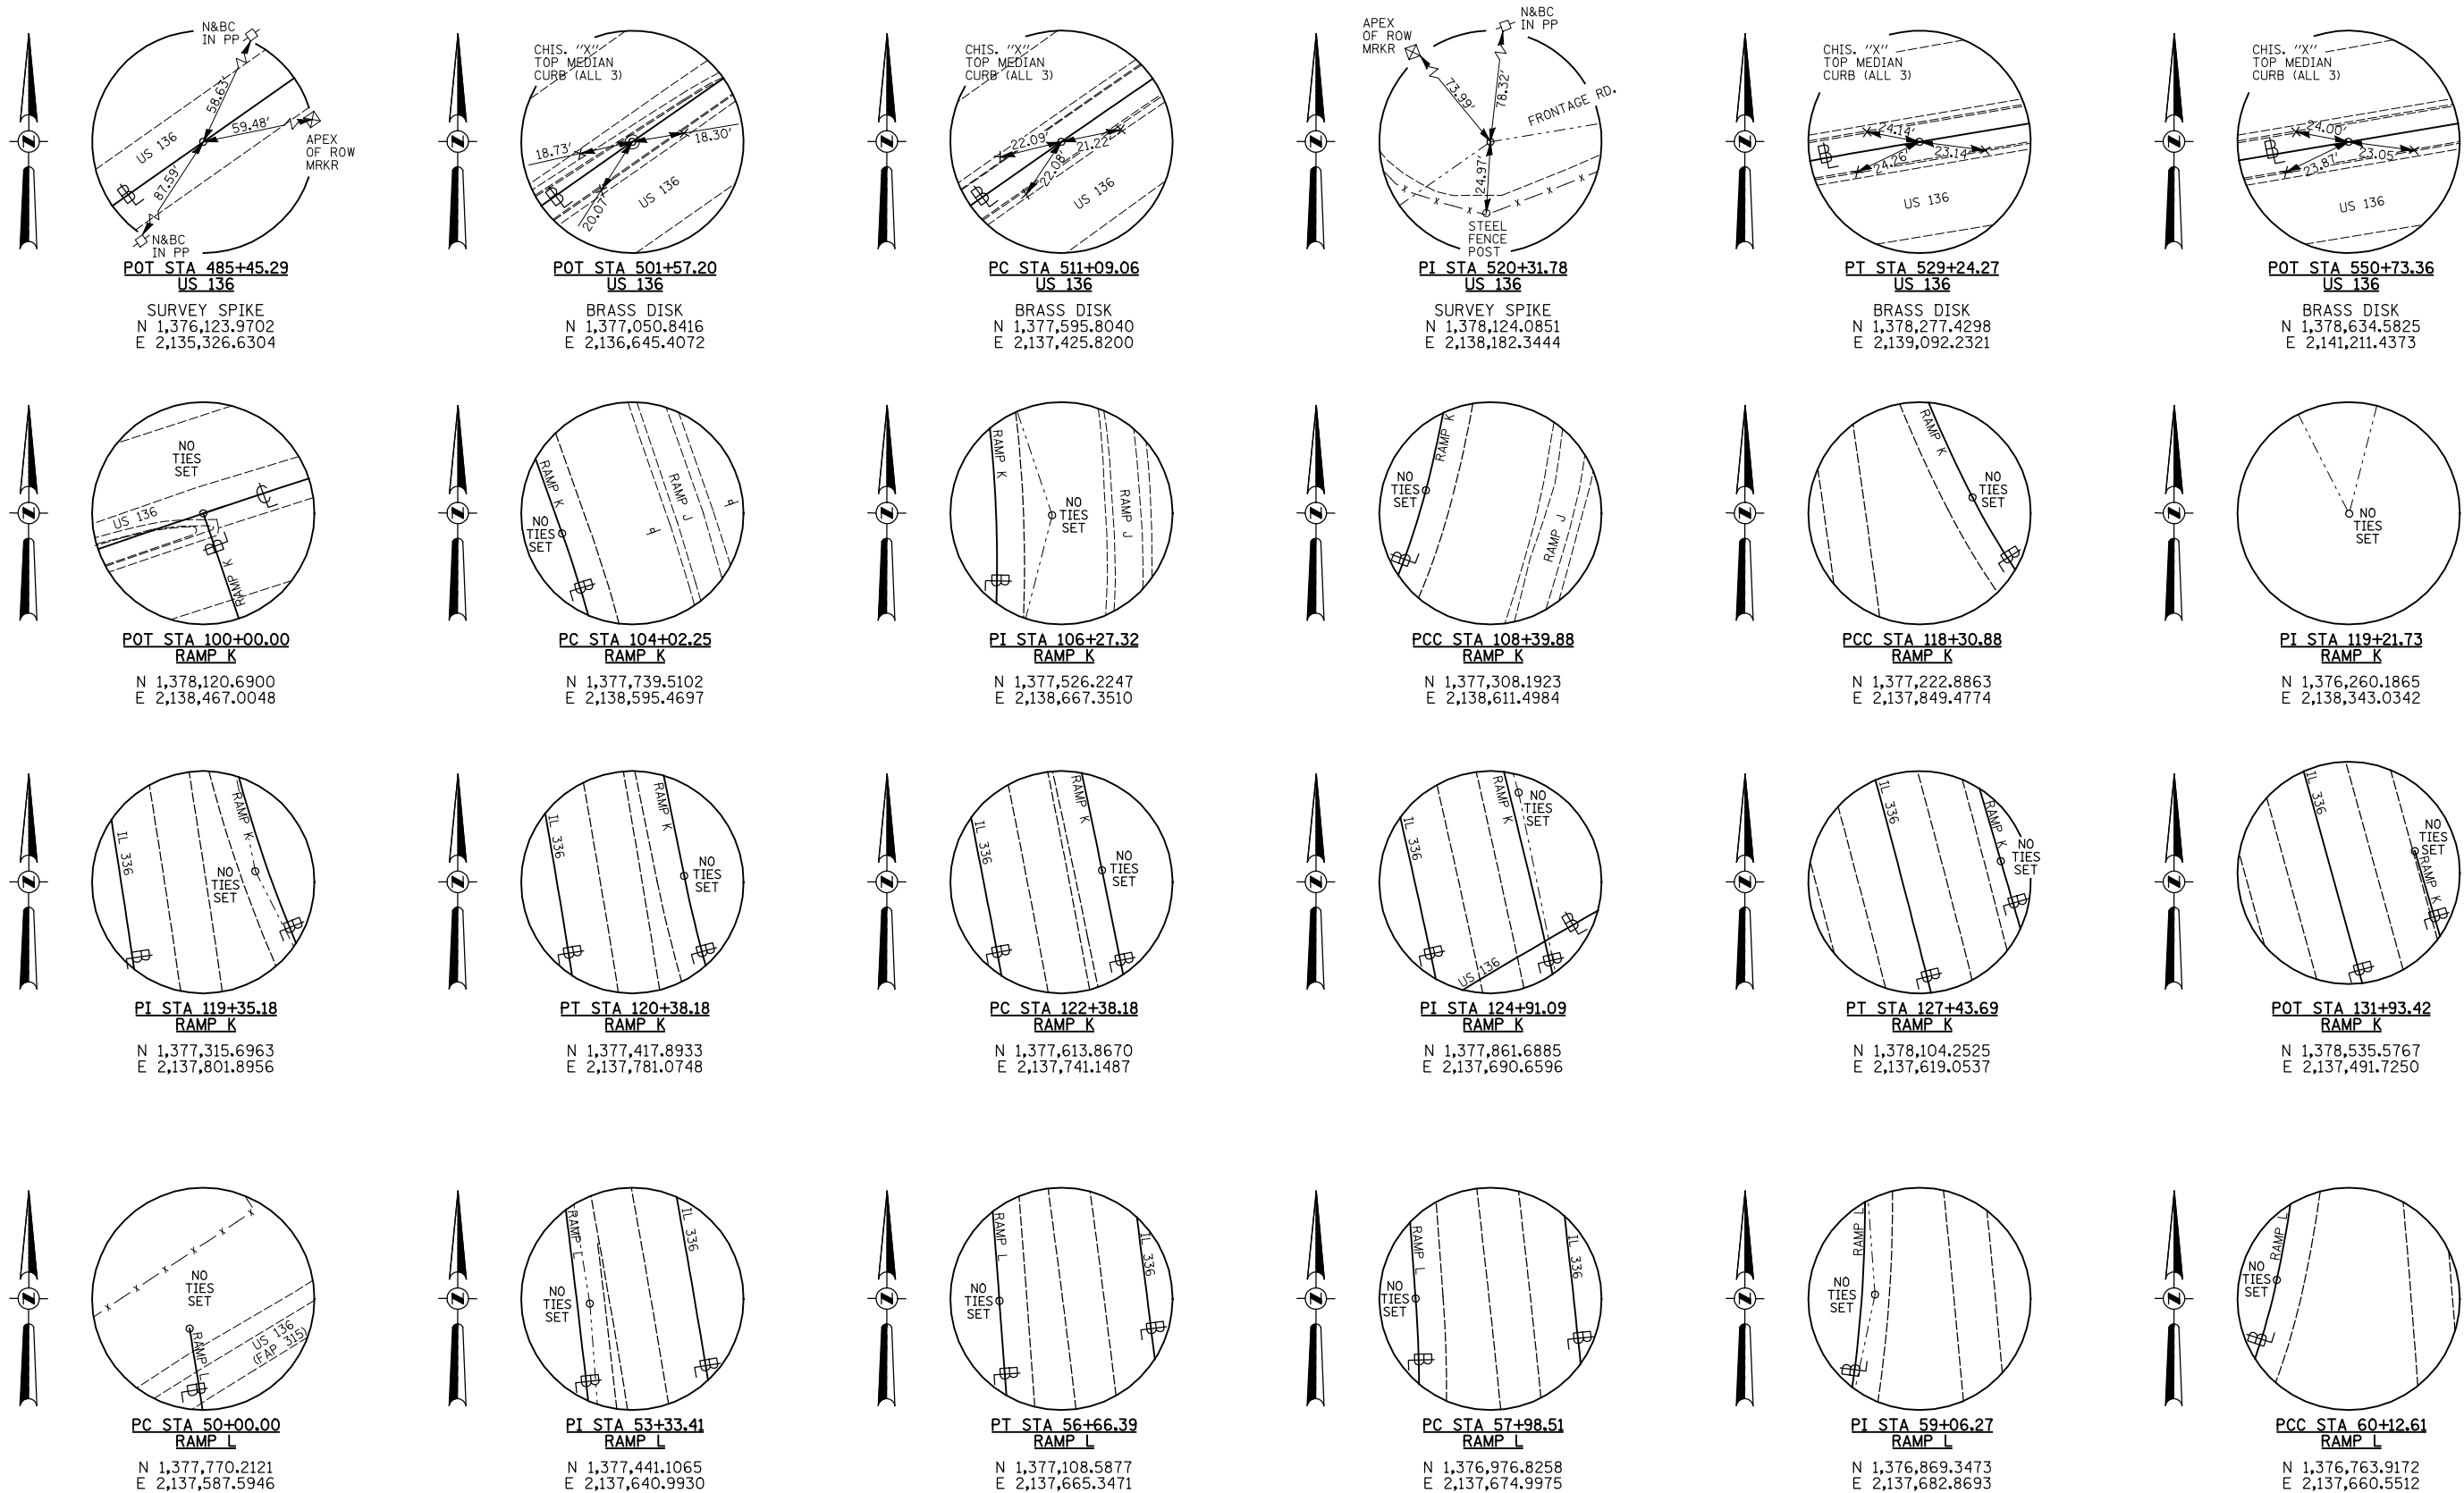 N&BC
IN PP
58.63'
59.48'
US 136
87.59'
APEX
OF ROW
MRKR
N&BC
IN PP
POT STA 485+45.29
US 136
SURVEY SPIKE
N 1,376,123.9702
E 2,135,326.6304
CHIS. "X"
TOP MEDIAN
CURB (ALL 3)
18.73'
18.30'
20.07'
US 136
POT STA 501+57.20
US 136
BRASS DISK
N 1,377,050.8416
E 2,136,645.4072
CHIS. "X"
TOP MEDIAN
CURB (ALL 3)
22.09'
21.22'
22.08'
US 136
PC STA 511+09.06
US 136
BRASS DISK
N 1,377,595.8040
E 2,137,425.8200
APEX
OF ROW
MRKR
N&BC
IN PP
73.99'
78.32'
FRONTAGE RD.
24.97'
STEEL
FENCE
POST
PI STA 520+31.78
US 136
SURVEY SPIKE
N 1,378,124.0851
E 2,138,182.3444
CHIS. "X"
TOP MEDIAN
CURB (ALL 3)
24.14'
24.26'
23.14'
US 136
PT STA 529+24.27
US 136
BRASS DISK
N 1,378,277.4298
E 2,139,092.2321
CHIS. "X"
TOP MEDIAN
CURB (ALL 3)
24.00'
23.87'
23.05'
US 136
POT STA 550+73.36
US 136
BRASS DISK
N 1,378,634.5825
E 2,141,211.4373
NO
TIES
SET
US 136
RAMP K
POT STA 100+00.00
RAMP K
N 1,378,120.6900
E 2,138,467.0048
RAMP K
RAMP J
NO
TIES
SET
PC STA 104+02.25
RAMP K
N 1,377,739.5102
E 2,138,595.4697
RAMP K
NO
TIES
SET
RAMP J
PI STA 106+27.32
RAMP K
N 1,377,526.2247
E 2,138,667.3510
RAMP K
NO
TIES
SET
RAMP J
PCC STA 108+39.88
RAMP K
N 1,377,308.1923
E 2,138,611.4984
RAMP K
NO
TIES
SET
PCC STA 118+30.88
RAMP K
N 1,377,222.8863
E 2,137,849.4774
NO
TIES
SET
PI STA 119+21.73
RAMP K
N 1,376,260.1865
E 2,138,343.0342
IL 336
RAMP K
NO
TIES
SET
PI STA 119+35.18
RAMP K
N 1,377,315.6963
E 2,137,801.8956
IL 336
RAMP K
NO
TIES
SET
PT STA 120+38.18
RAMP K
N 1,377,417.8933
E 2,137,781.0748
IL 336
RAMP K
NO
TIES
SET
PC STA 122+38.18
RAMP K
N 1,377,613.8670
E 2,137,741.1487
IL 336
RAMP K
NO
TIES
SET
US 136
PI STA 124+91.09
RAMP K
N 1,377,861.6885
E 2,137,690.6596
IL 336
RAMP K
NO
TIES
SET
PT STA 127+43.69
RAMP K
N 1,378,104.2525
E 2,137,619.0537
IL 336
NO
TIES
SET
RAMP K
POT STA 131+93.42
RAMP K
N 1,378,535.5767
E 2,137,491.7250
NO
TIES
SET
RAMP L
US 136
(FAP 315)
PC STA 50+00.00
RAMP L
N 1,377,770.2121
E 2,137,587.5946
RAMP L
IL 336
NO
TIES
SET
PI STA 53+33.41
RAMP L
N 1,377,441.1065
E 2,137,640.9930
RAMP L
IL 336
NO
TIES
SET
PT STA 56+66.39
RAMP L
N 1,377,108.5877
E 2,137,665.3471
RAMP L
IL 336
NO
TIES
SET
PC STA 57+98.51
RAMP L
N 1,376,976.8258
E 2,137,674.9975
RAMP L
NO
TIES
SET
PI STA 59+06.27
RAMP L
N 1,376,869.3473
E 2,137,682.8693
RAMP L
NO
TIES
SET
PCC STA 60+12.61
RAMP L
N 1,376,763.9172
E 2,137,660.5512